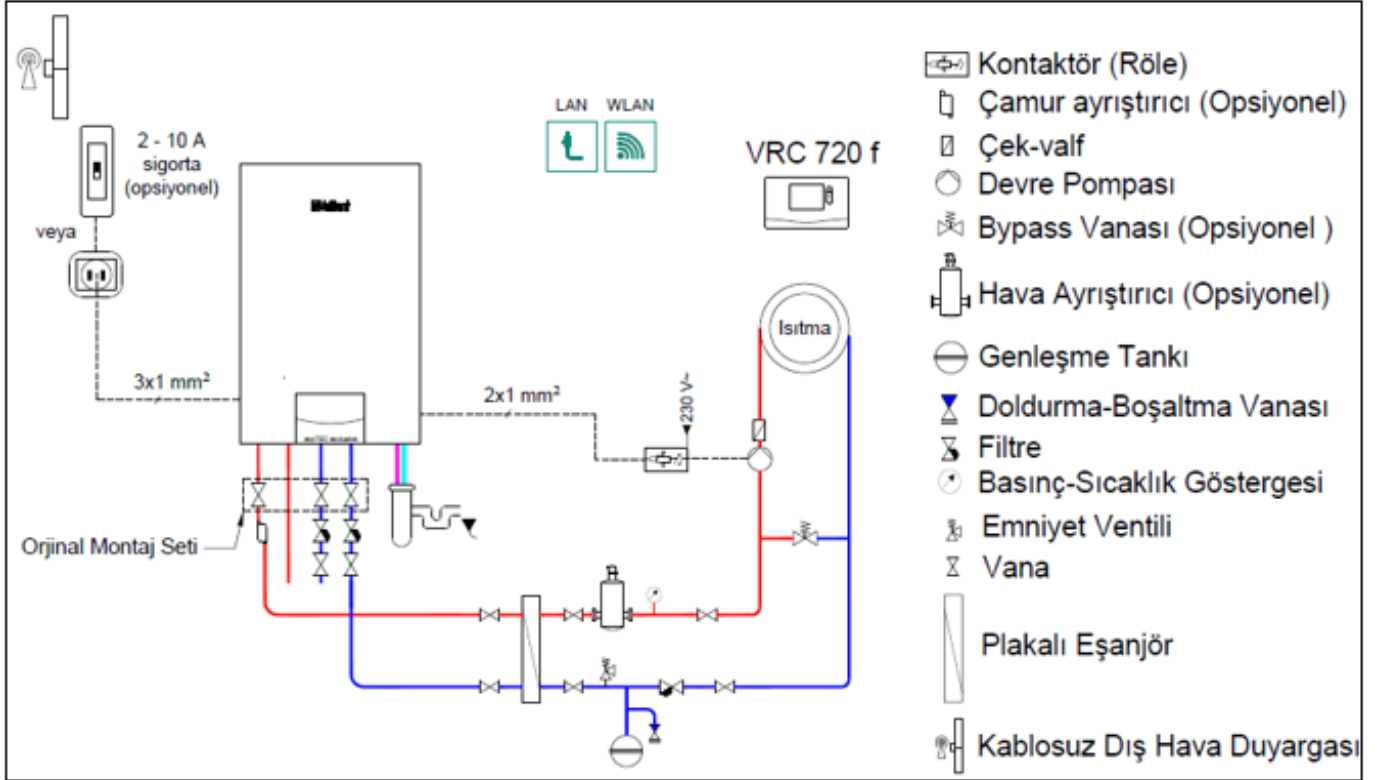 2 - 10 A
sigorta
(opsiyonel)
veya
3x1 mm²
Vaillant
LAN WLAN
VRC 720 f
2x1 mm²
230 V~
Isıtma
Orjinal Montaj Seti
Kontaktör (Röle)
Çamur ayrıştırıcı (Opsiyonel)
Çek-valf
Devre Pompası
Bypass Vanası (Opsiyonel )
Hava Ayrıştırıcı (Opsiyonel)
Genleşme Tankı
Doldurma-Boşaltma Vanası
Filtre
Basınç-Sıcaklık Göstergesi
Emniyet Ventili
Vana
Plakalı Eşanjör
Kablosuz Dış Hava Duyargası